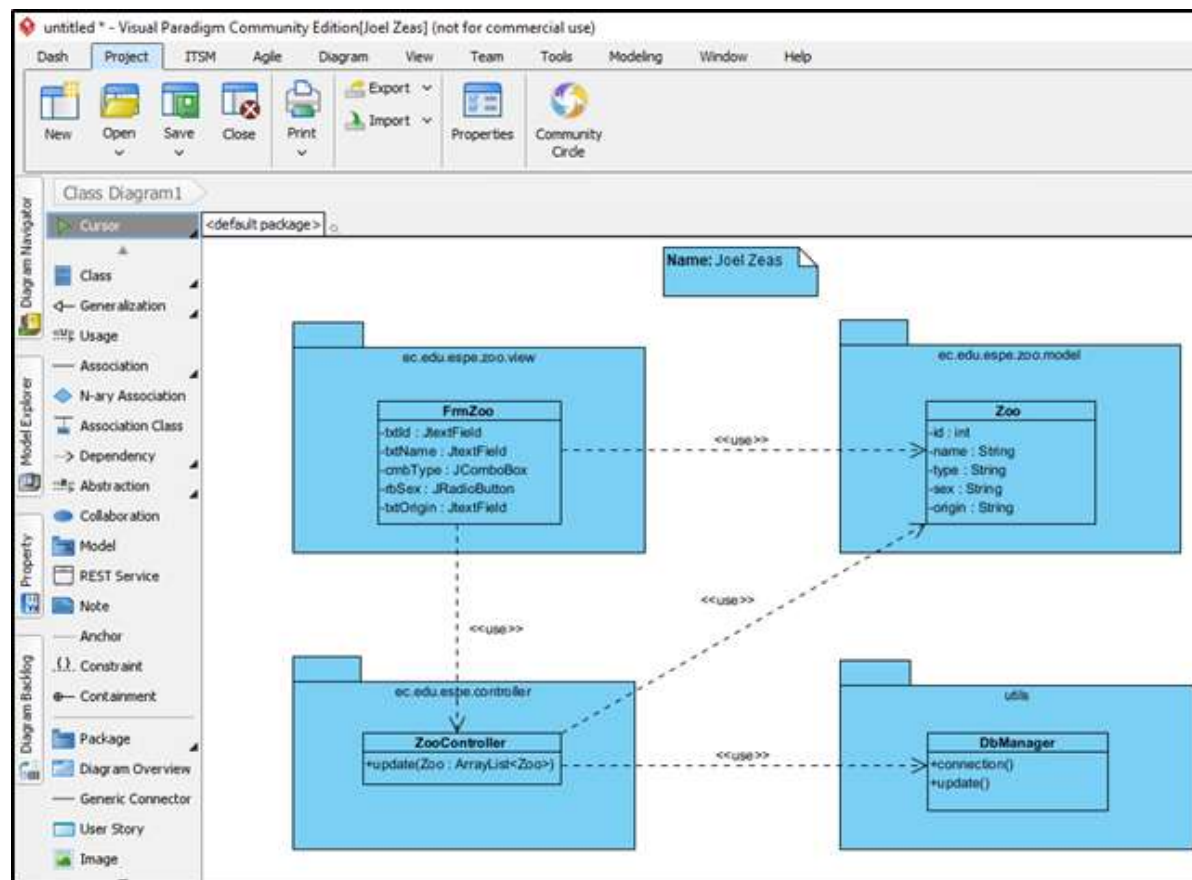 untitled * - Visual Paradigm Community Edition[Joel Zeas] (not for commercial use)
Dash Project ITSM Agile Diagram View Team Tools Modeling Window Help
New Open Save Close Print Export Import Properties Community Circle
Class Diagram1
Cursor
<default package>
Diagram Navigator
Model Explorer
Property
Diagram Backlog
Class
Generalization
Usage
Association
N-ary Association
Association Class
Dependency
Abstraction
Collaboration
Model
REST Service
Note
Anchor
Constraint
Containment
Package
Diagram Overview
Generic Connector
User Story
Image
Name: Joel Zeas
ec.edu.espe.zoo.view
FrmZoo
-txtId : JtextField
-txtName : JtextField
-cmbType : JComboBox
-rbSex : JRadioButton
-txtOrigin : JtextField
<<use>>
ec.edu.espe.zoo.model
Zoo
-id : int
-name : String
-type : String
-sex : String
-origin : String
<<use>>
<<use>>
ec.edu.espe.controller
ZooController
+update(Zoo : ArrayList<Zoo>)
<<use>>
utils
DbManager
+connection()
+update()